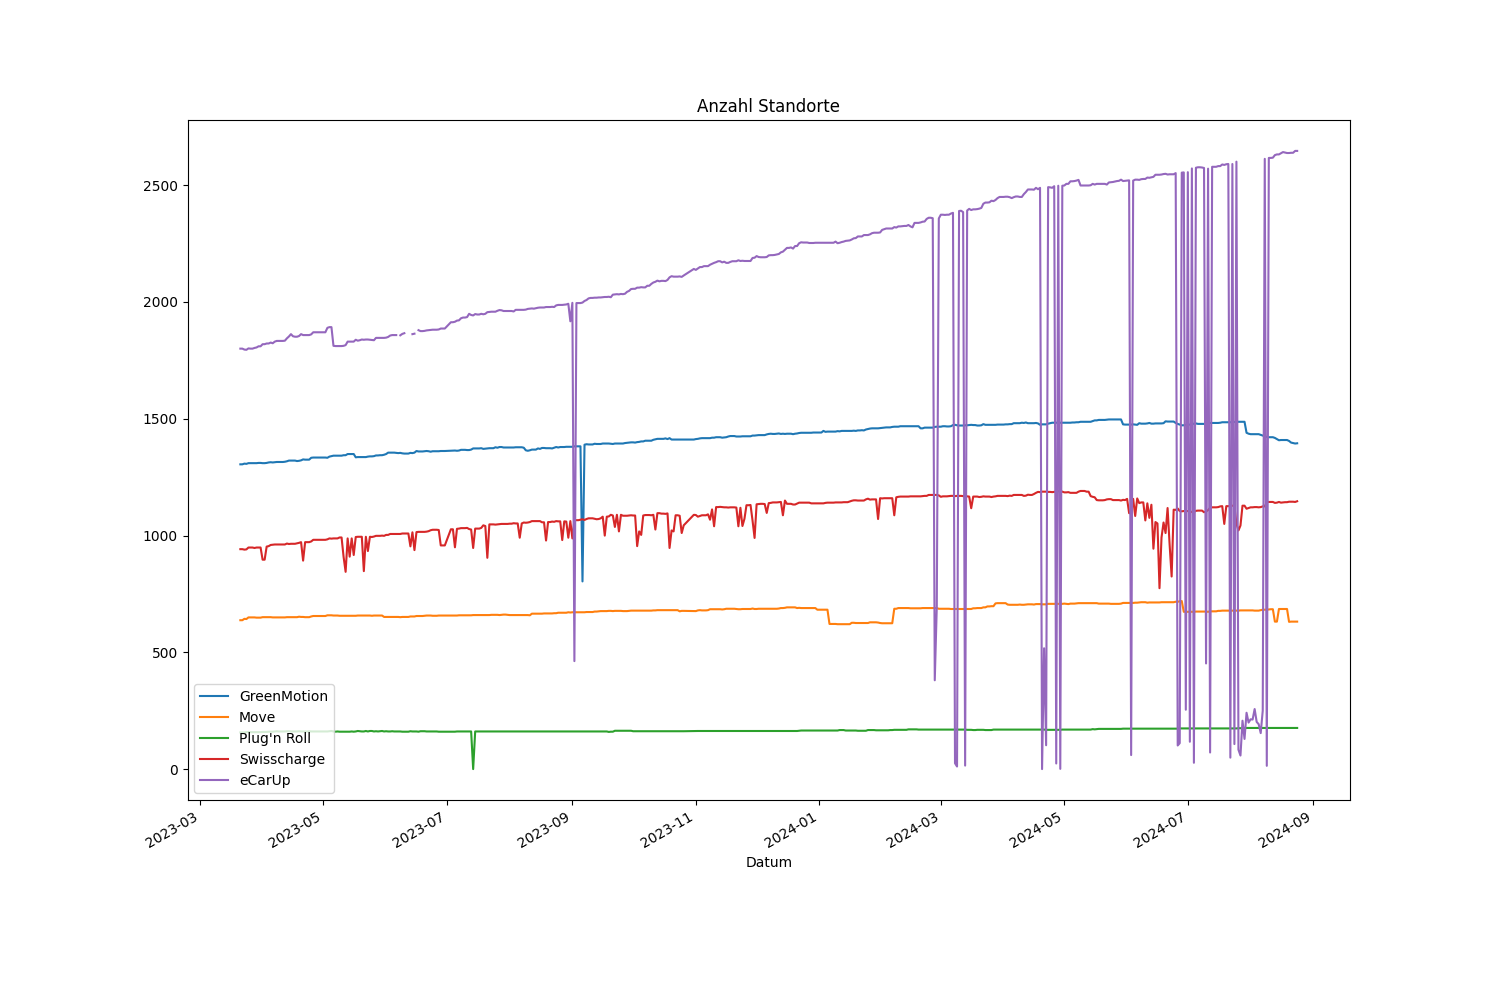 Anzahl Standorte
2500
2000
1500
1000
500
0
GreenMotion
Move
Plug'n Roll
Swisscharge
eCarUp
2023-03
2023-05
2023-07
2023-09
2023-11
2024-01
2024-03
2024-05
2024-07
2024-09
Datum